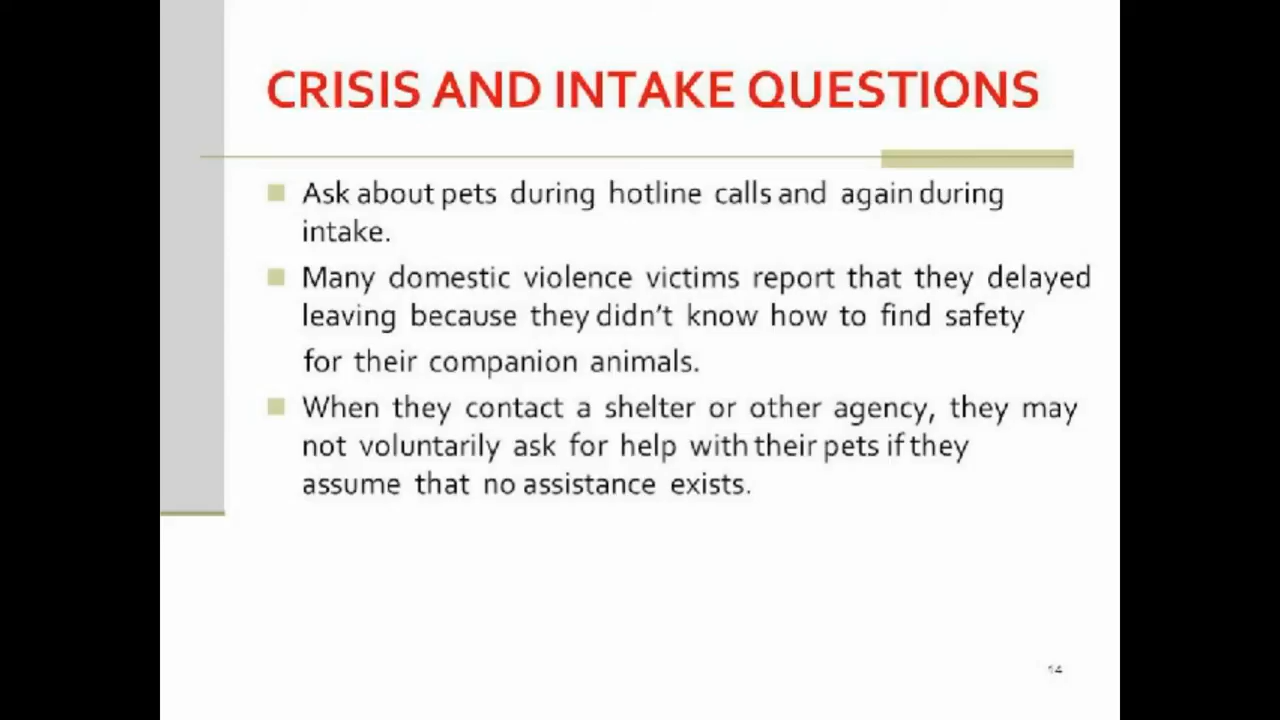 CRISIS AND INTAKE QUESTIONS
Ask about pets during hotline calls and again during
intake.
Many domestic violence victims report that they delayed
leaving because they didn't know how to find safety
for their companion animals.
When they contact a shelter or other agency, they may
not voluntarily ask for help with their pets if they
assume that no assistance exists.
14